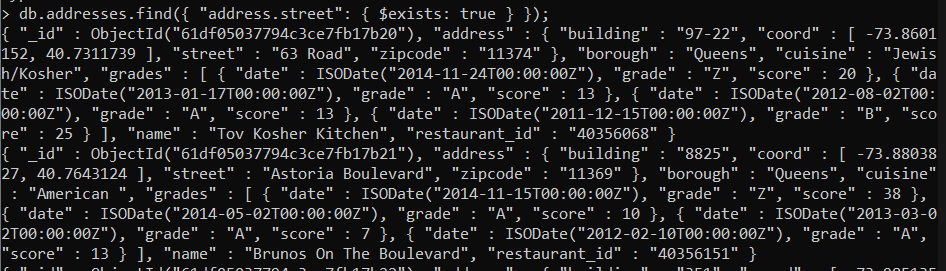 > db.addresses.find({ "address.street": { $exists: true } });
{ "_id" : ObjectId("61df05037794c3ce7fb17b20"), "address" : { "building" : "97-22", "coord" : [ -73.8601
152, 40.7311739 ], "street" : "63 Road", "zipcode" : "11374" }, "borough" : "Queens", "cuisine" : "Jewis
h/Kosher", "grades" : [ { "date" : ISODate("2014-11-24T00:00:00Z"), "grade" : "Z", "score" : 20 }, { "da
te" : ISODate("2013-01-17T00:00:00Z"), "grade" : "A", "score" : 13 }, { "date" : ISODate("2012-08-02T00:
00:00Z"), "grade" : "A", "score" : 13 }, { "date" : ISODate("2011-12-15T00:00:00Z"), "grade" : "B", "sco
re" : 25 } ], "name" : "Tov Kosher Kitchen", "restaurant_id" : "40356068" }
{ "_id" : ObjectId("61df05037794c3ce7fb17b21"), "address" : { "building" : "8825", "coord" : [ -73.88038
27, 40.7643124 ], "street" : "Astoria Boulevard", "zipcode" : "11369" }, "borough" : "Queens", "cuisine"
: "American ", "grades" : [ { "date" : ISODate("2014-11-15T00:00:00Z"), "grade" : "Z", "score" : 38 },
{ "date" : ISODate("2014-05-02T00:00:00Z"), "grade" : "A", "score" : 10 }, { "date" : ISODate("2013-03-0
2T00:00:00Z"), "grade" : "A", "score" : 7 }, { "date" : ISODate("2012-02-10T00:00:00Z"), "grade" : "A",
"score" : 13 } ], "name" : "Brunos On The Boulevard", "restaurant_id" : "40356151" }